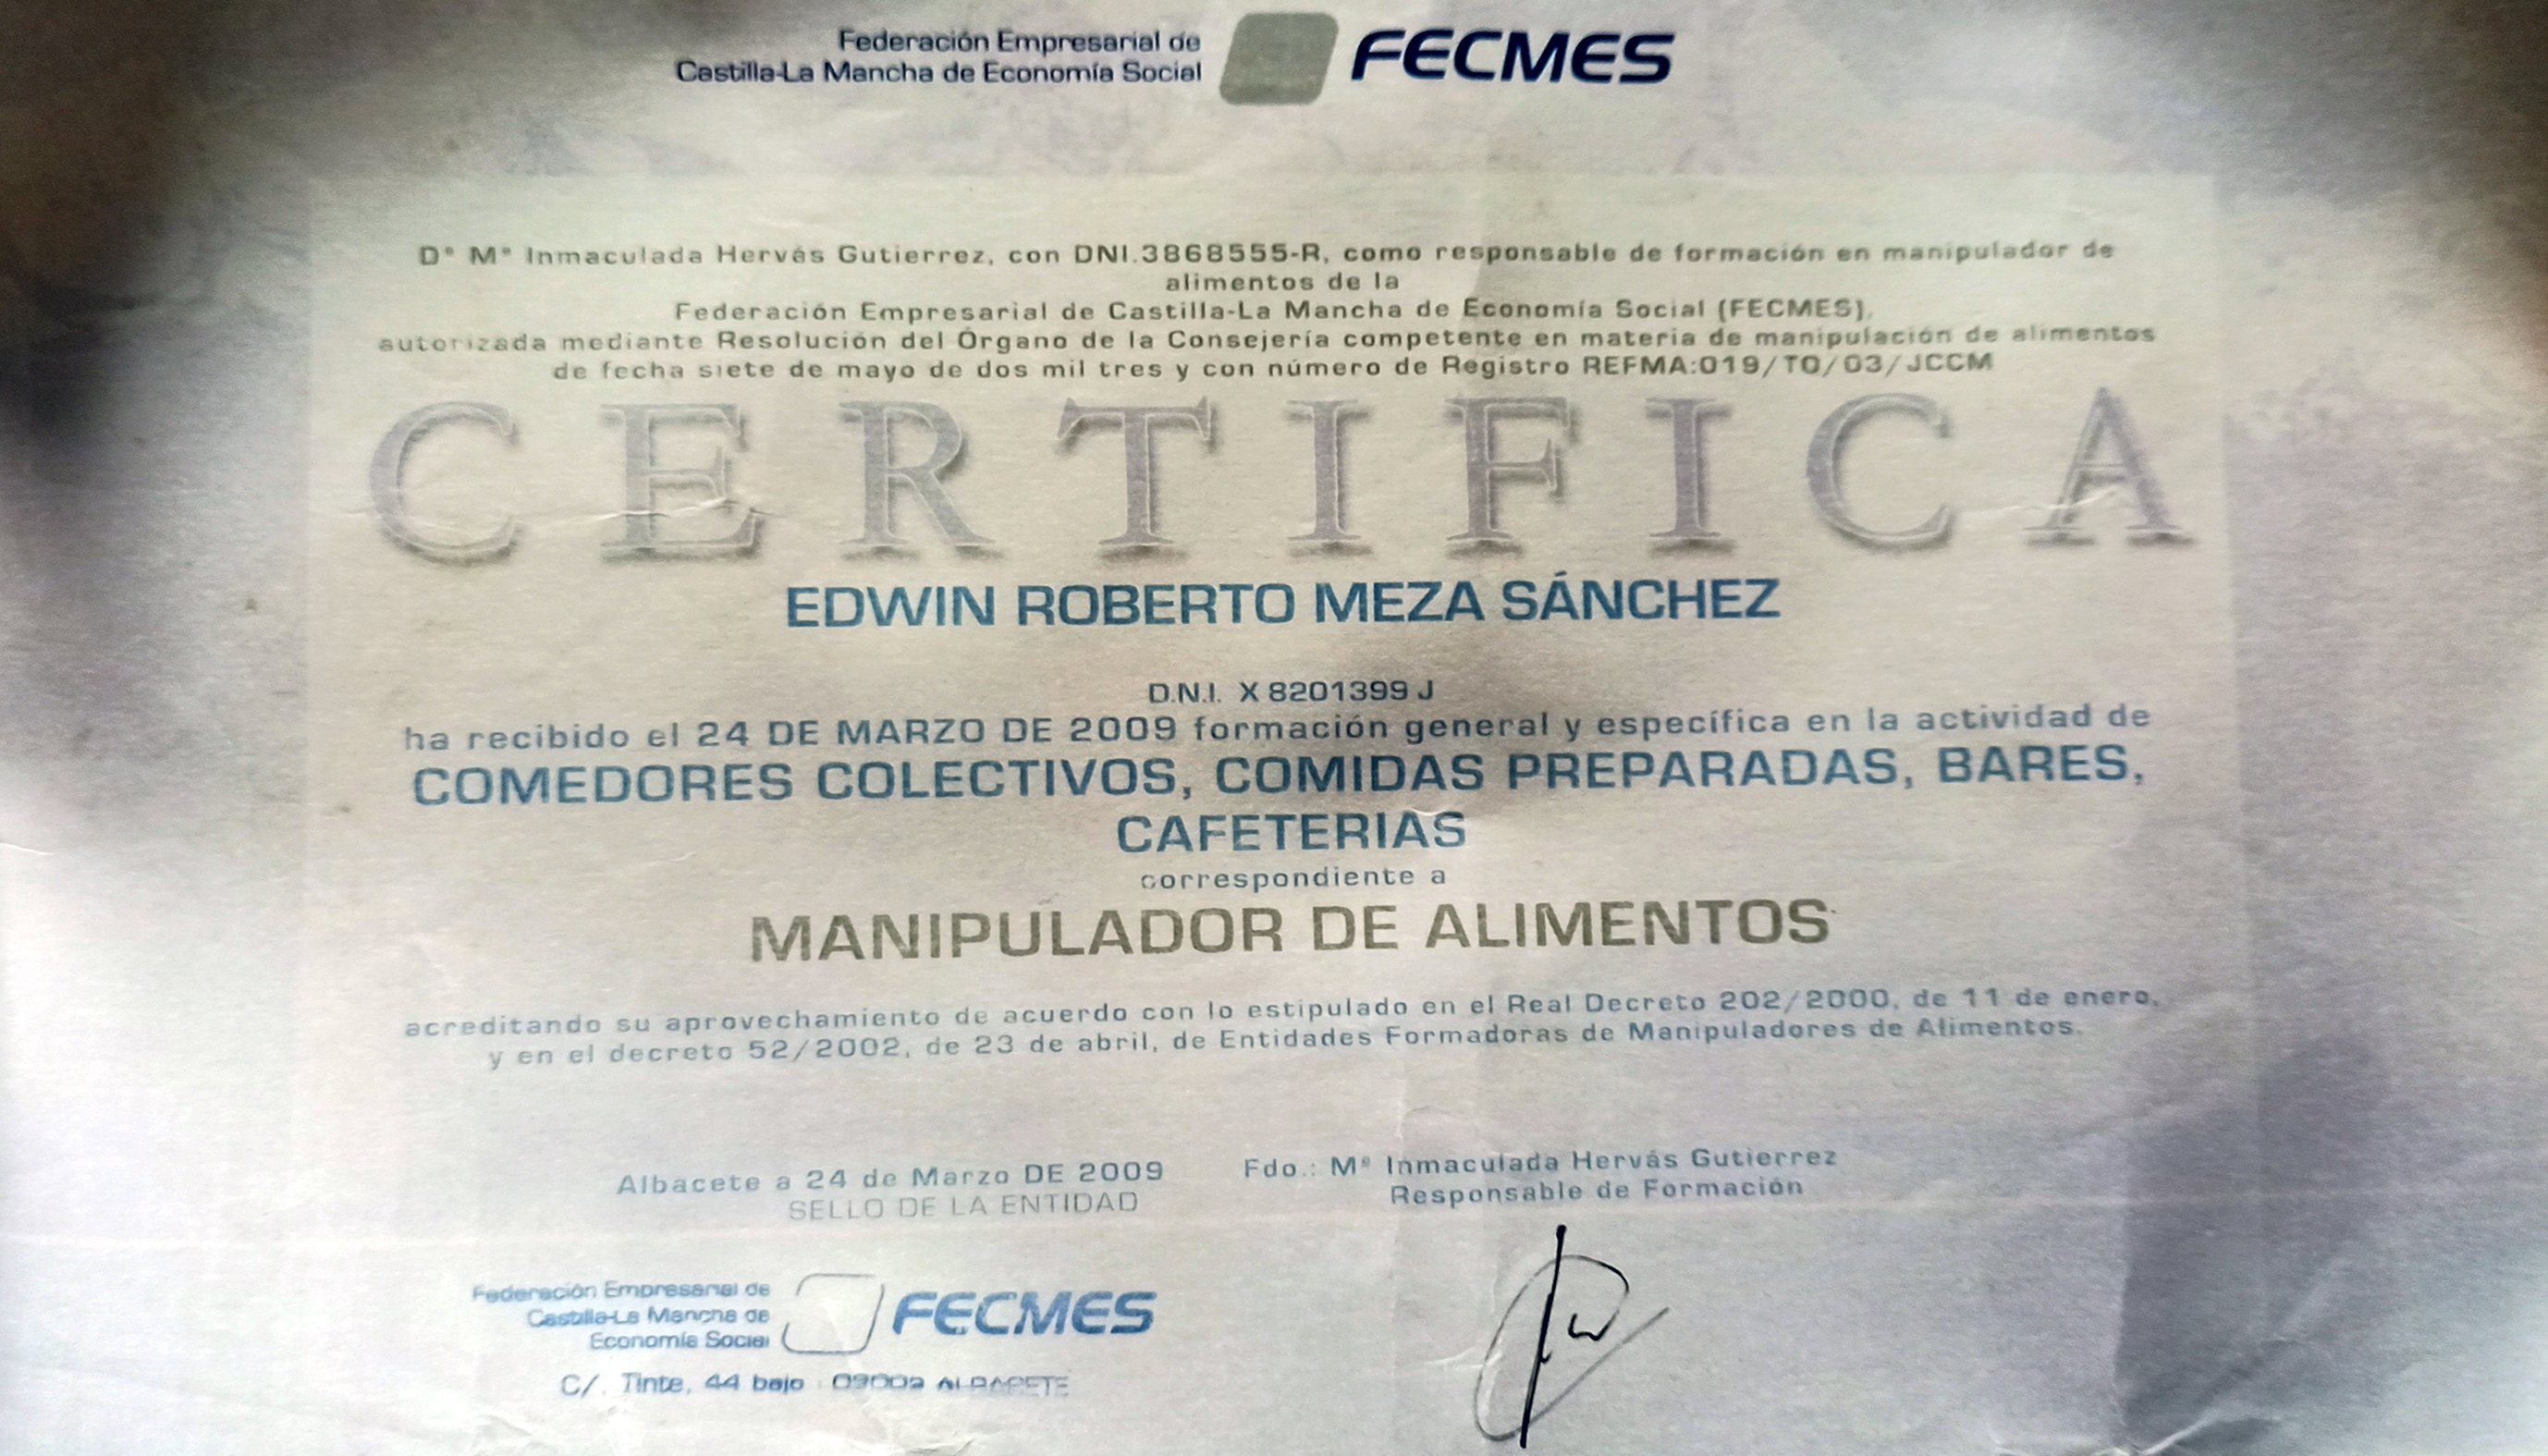 Federación Empresarial de
Castilla-La Mancha de Economía Social
FECMES
Dª Mª Inmaculada Hervás Gutierrez, con DNI.3868555-R, como responsable de formación en manipulador de
alimentos de la
Federación Empresarial de Castilla-La Mancha de Economía Social (FECMES),
autorizada mediante Resolución del Órgano de la Consejería competente en materia de manipulación de alimentos
de fecha siete de mayo de dos mil tres y con número de Registro REFMA:019/TO/03/JCCM
CERTIFICA
EDWIN ROBERTO MEZA SÁNCHEZ
D.N.I. X 8201399 J
ha recibido el 24 DE MARZO DE 2009 formación general y específica en la actividad de
COMEDORES COLECTIVOS, COMIDAS PREPARADAS, BARES,
CAFETERIAS
correspondiente a
MANIPULADOR DE ALIMENTOS
acreditando su aprovechamiento de acuerdo con lo estipulado en el Real Decreto 202/2000, de 11 de enero,
y en el decreto 52/2002, de 23 de abril, de Entidades Formadoras de Manipuladores de Alimentos.
Albacete a 24 de Marzo DE 2009
SELLO DE LA ENTIDAD
Fdo.: Mª Inmaculada Hervás Gutierrez
Responsable de Formación
Federación Empresarial de
Castilla-La Mancha de
Economía Social
FECMES
C/. Tinte, 44 bajo ALBACETE